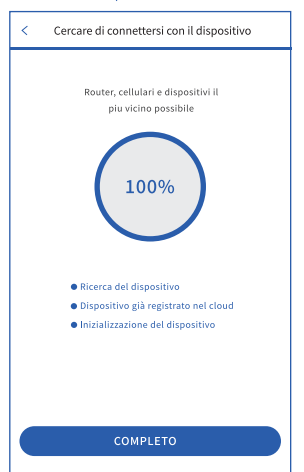 Cercare di connettersi con il dispositivo
Router, cellulari e dispositivi il
piu vicino possibile
100%
Ricerca del dispositivo
Dispositivo già registrato nel cloud
Inizializzazione del dispositivo
COMPLETO